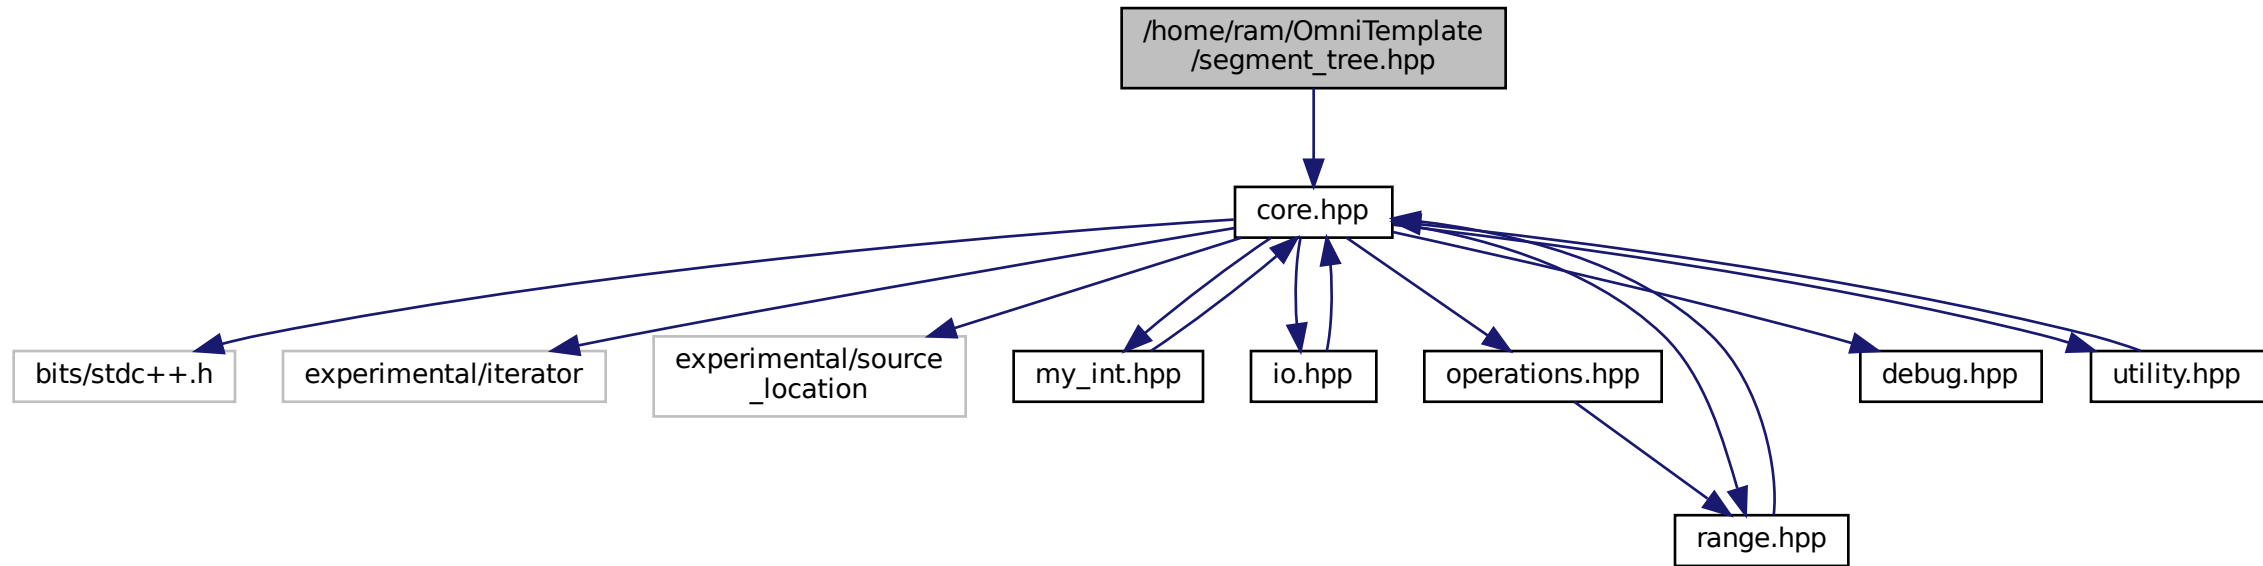 /home/ram/OmniTemplate
/segment_tree.hpp
core.hpp
bits/stdc++.h
experimental/iterator
experimental/source
_location
my_int.hpp
io.hpp
operations.hpp
debug.hpp
utility.hpp
range.hpp